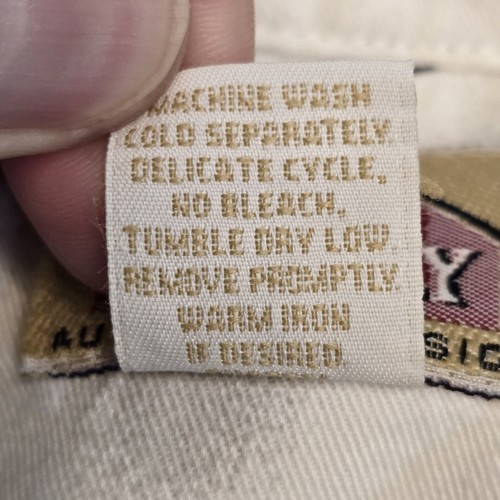 MACHINE WASH
COLD SEPARATELY
DELICATE CYCLE,
NO BLEACH.
TUMBLE DRY LOW
REMOVE PROMPTLY.
WARM IRON
IF DESIRED